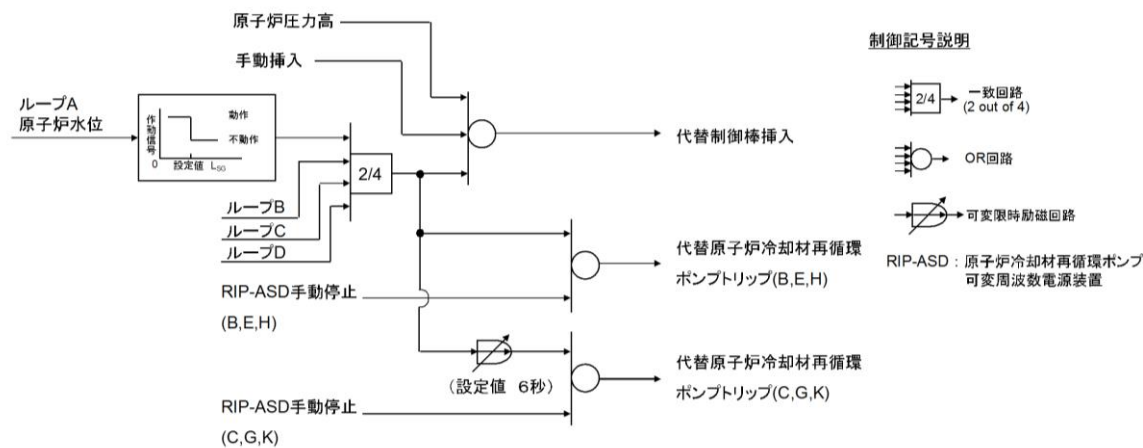 原子炉圧力高
手動挿入
ループA
原子炉水位
作動信号
動作
不動作
0
設定値 LSG
2/4
ループB
ループC
ループD
代替制御棒挿入
代替原子炉冷却材再循環
ポンプトリップ(B,E,H)
RIP-ASD手動停止
(B,E,H)
(設定値 6秒)
代替原子炉冷却材再循環
ポンプトリップ(C,G,K)
RIP-ASD手動停止
(C,G,K)
制御記号説明
2/4
一致回路
(2 out of 4)
OR回路
可変限時励磁回路
RIP-ASD:原子炉冷却材再循環ポンプ
可変周波数電源装置